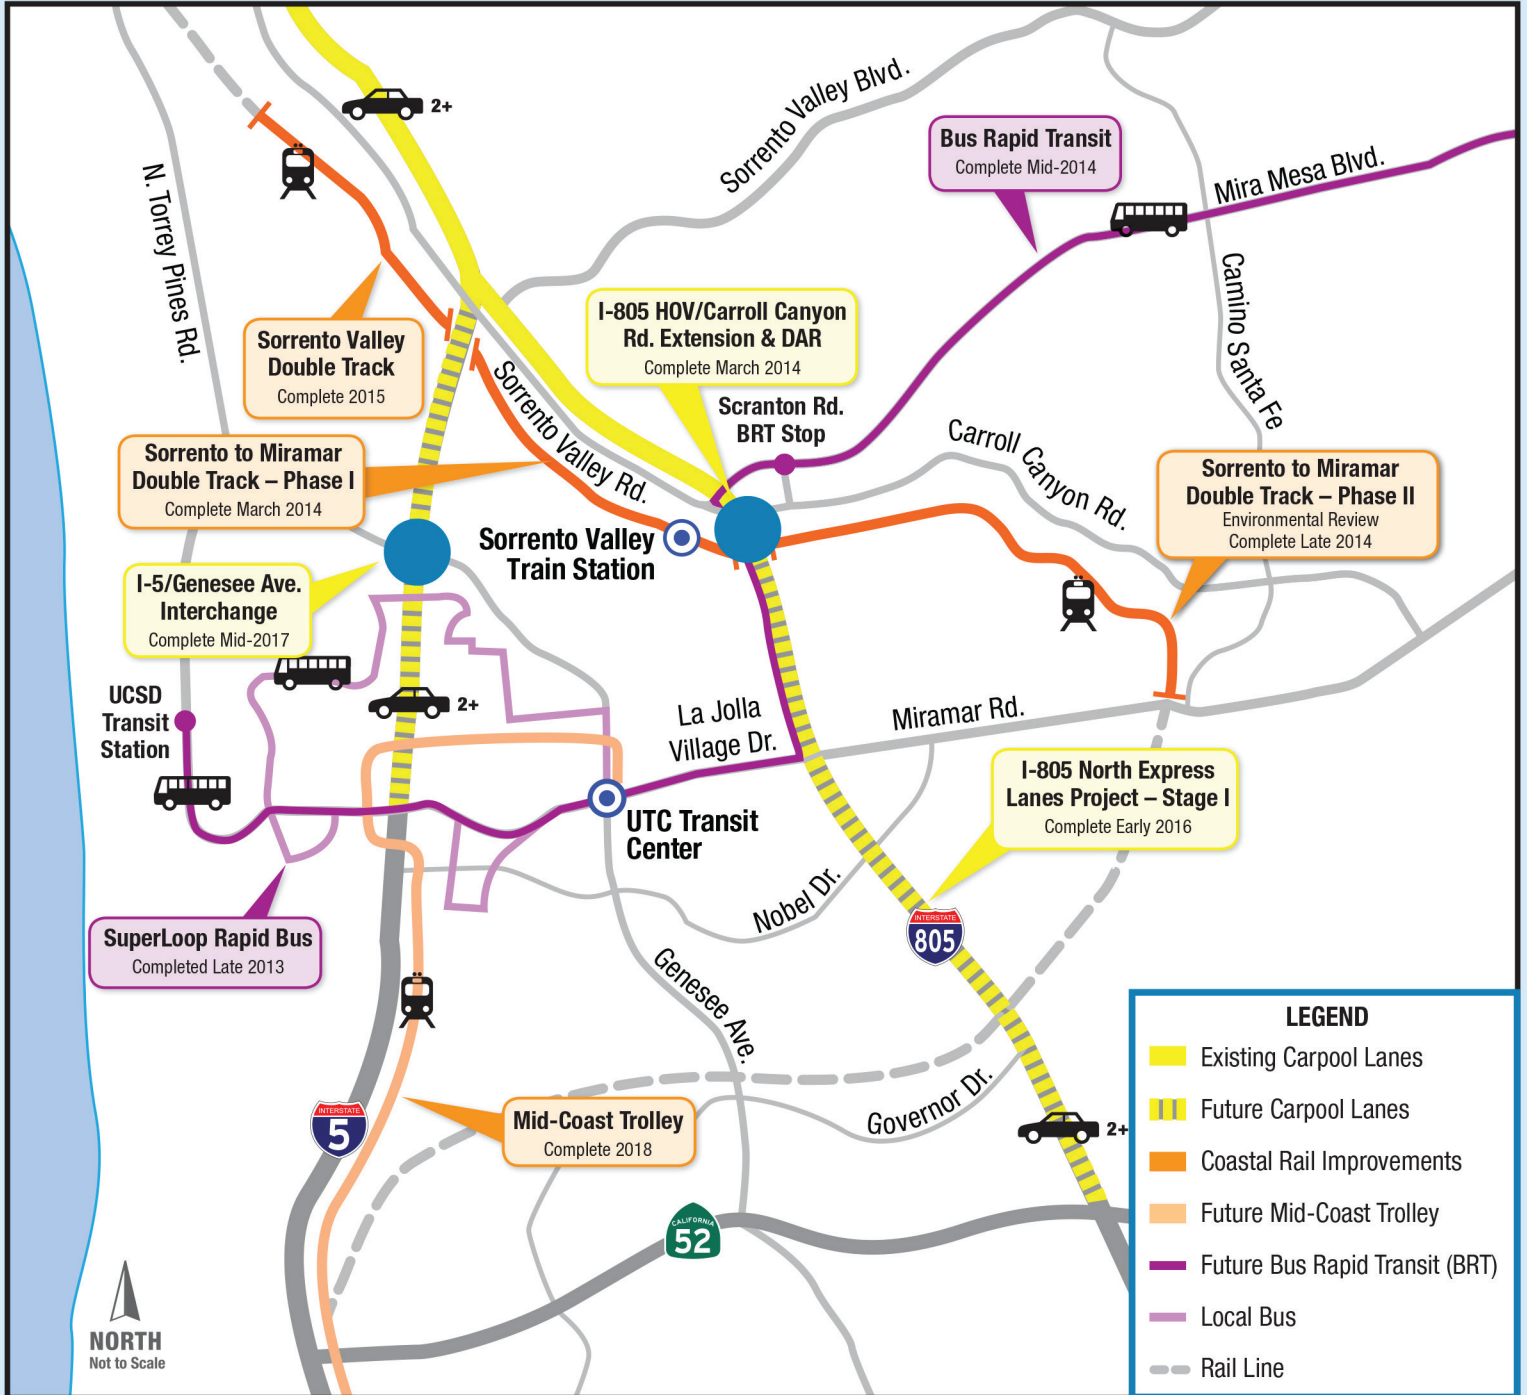 2+
Sorrento Valley Blvd.
Bus Rapid Transit
Complete Mid-2014
Mira Mesa Blvd.
N. Torrey Pines Rd.
Camino Santa Fe
Sorrento Valley
Double Track
Complete 2015
I-805 HOV/Carroll Canyon
Rd. Extension & DAR
Complete March 2014
Scranton Rd.
BRT Stop
Sorrento Valley Rd.
Carroll Canyon Rd.
Sorrento to Miramar
Double Track – Phase I
Complete March 2014
Sorrento to Miramar
Double Track – Phase II
Environmental Review
Complete Late 2014
Sorrento Valley
Train Station
I-5/Genesee Ave.
Interchange
Complete Mid-2017
UCSD
Transit
Station
2+
La Jolla
Village Dr.
Miramar Rd.
I-805 North Express
Lanes Project – Stage I
Complete Early 2016
UTC Transit
Center
Nobel Dr.
SuperLoop Rapid Bus
Completed Late 2013
INTERSTATE
805
Genesee Ave.
Governor Dr.
INTERSTATE
5
Mid-Coast Trolley
Complete 2018
2+
CALIFORNIA
52
NORTH
Not to Scale
LEGEND
Existing Carpool Lanes
Future Carpool Lanes
Coastal Rail Improvements
Future Mid-Coast Trolley
Future Bus Rapid Transit (BRT)
Local Bus
Rail Line